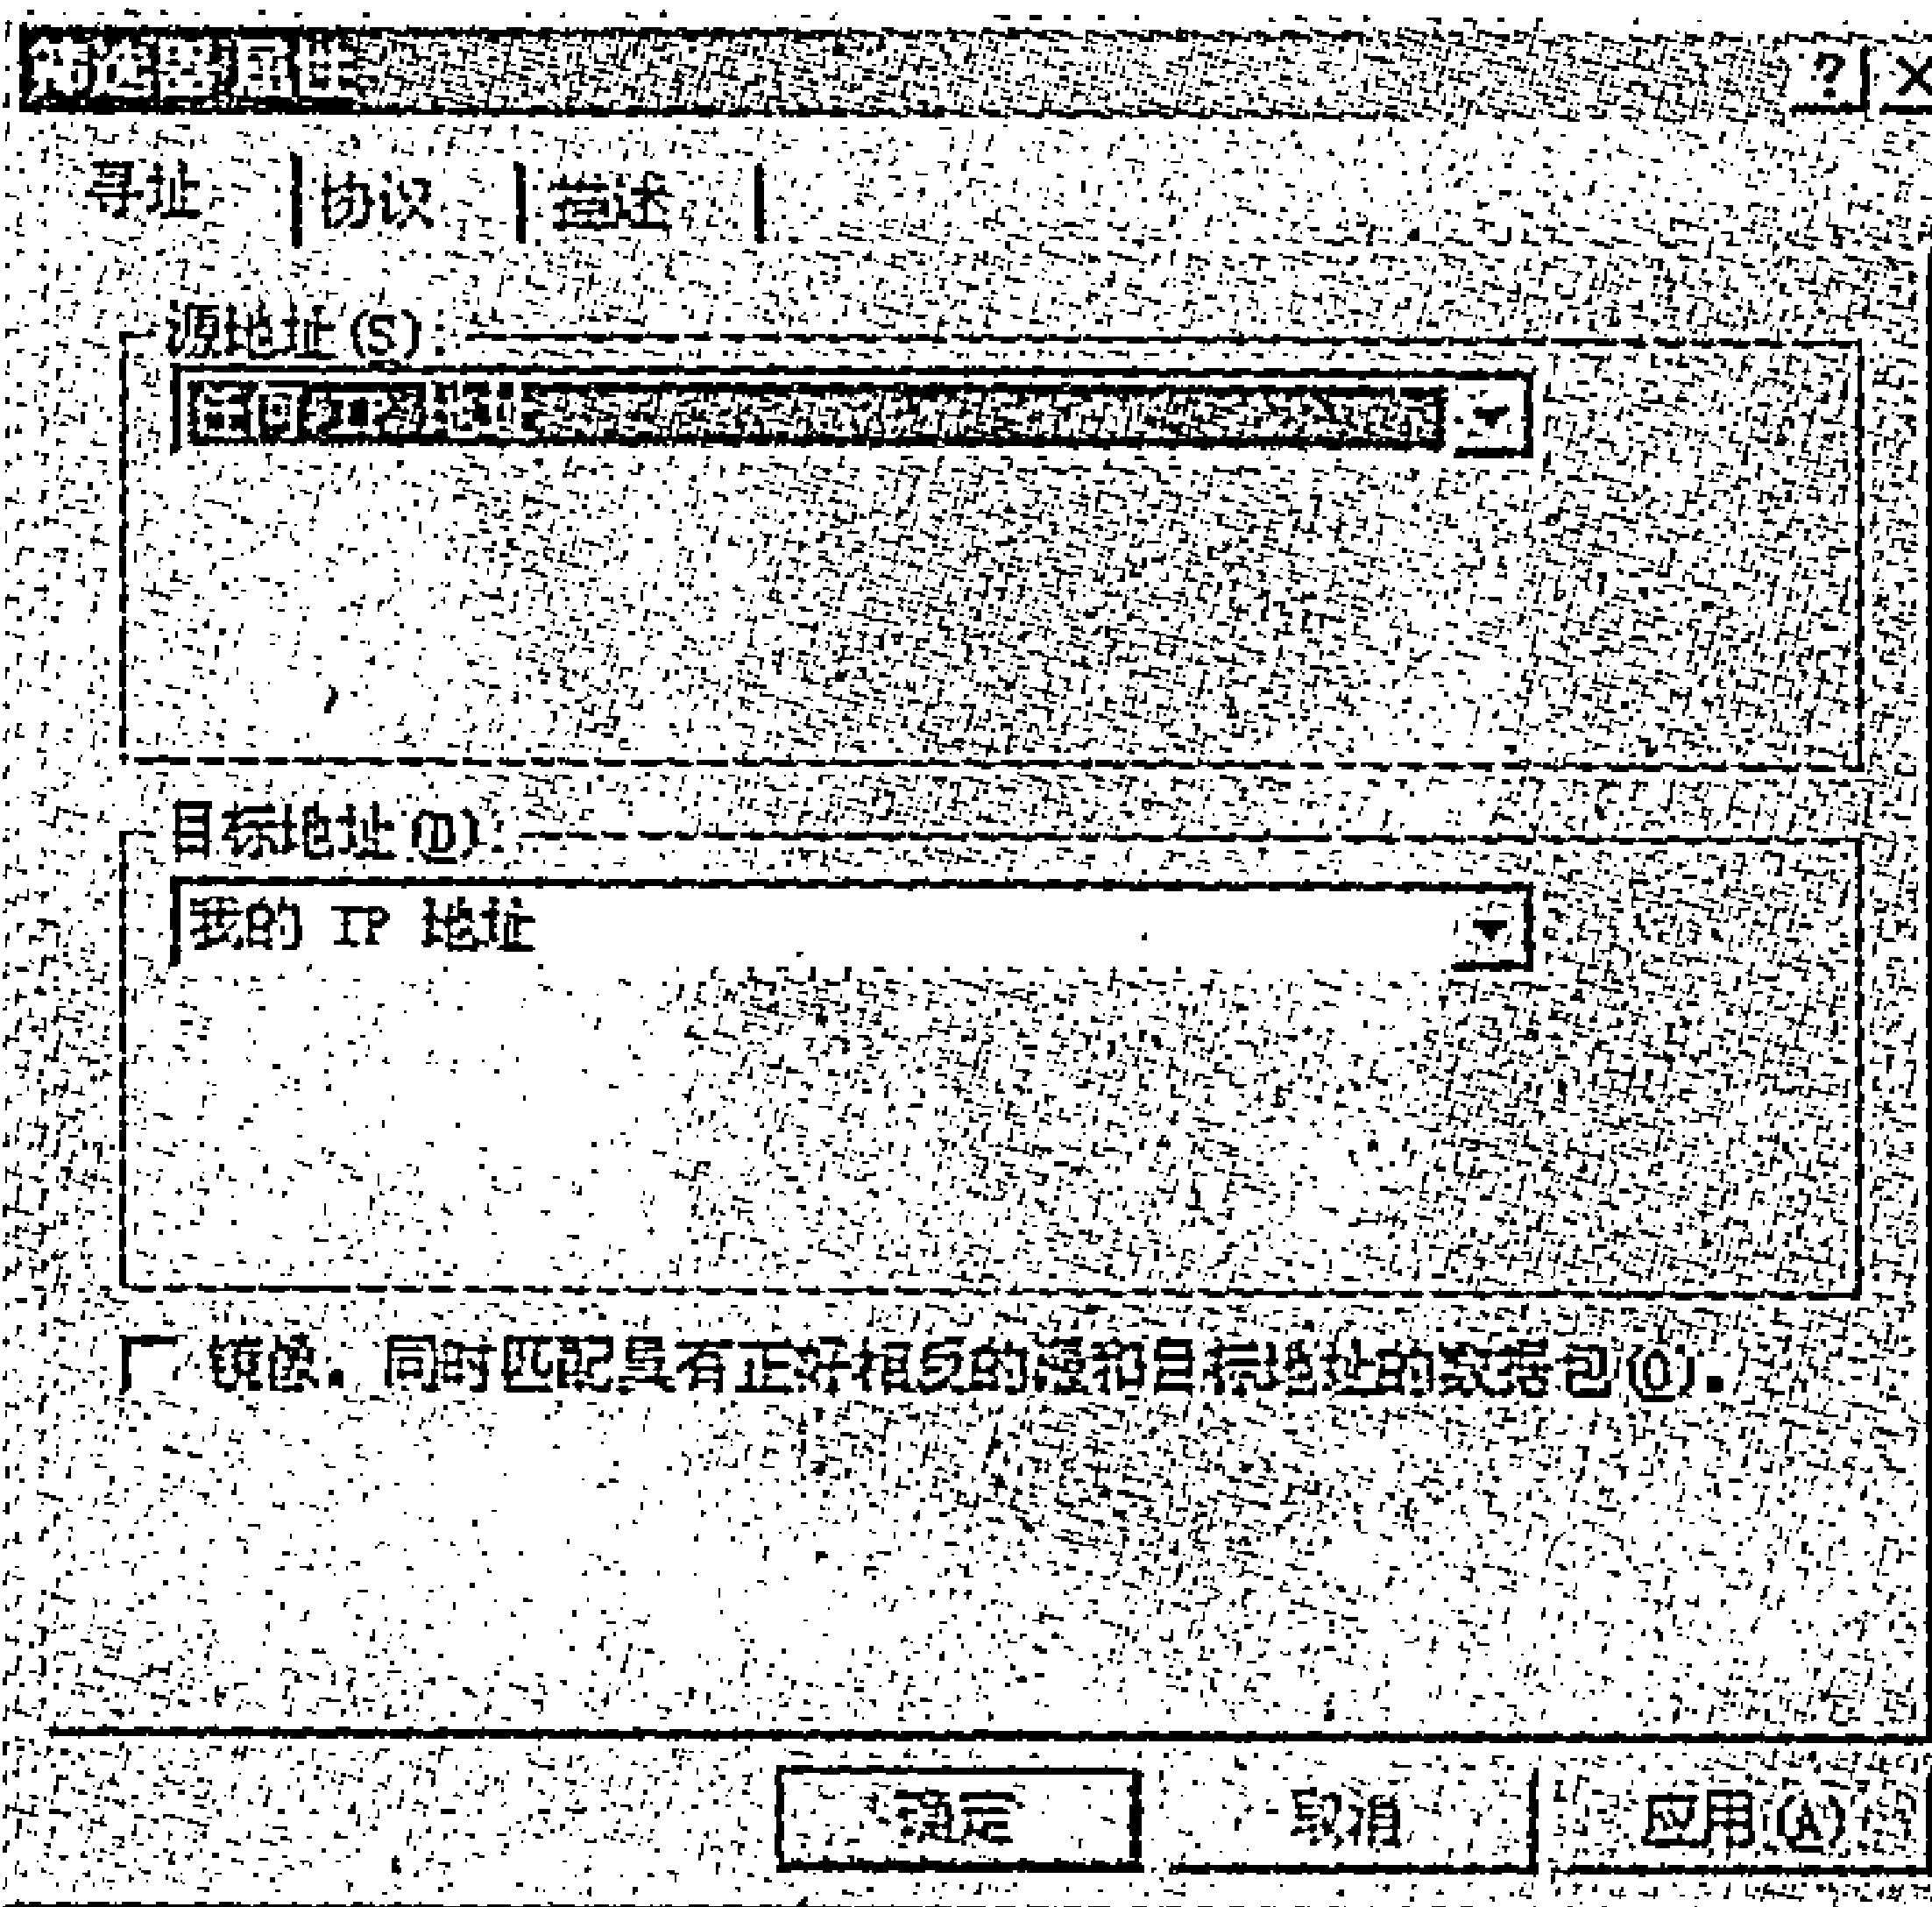 筛选器属性 ? ×
寻址 协议 描述
源地址(S):
任何 IP 地址
目标地址(D):
我的 IP 地址
镜像。同时匹配具有正好相反的源和目标地址的数据包(O)。
确定 取消 应用(A)